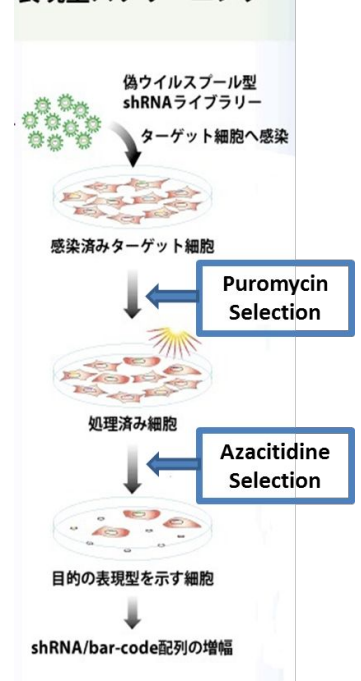 偽ウイルスプール型
shRNAライブラリー
ターゲット細胞へ感染
感染済みターゲット細胞
Puromycin
Selection
処理済み細胞
Azacitidine
Selection
目的の表現型を示す細胞
shRNA/bar-code配列の増幅